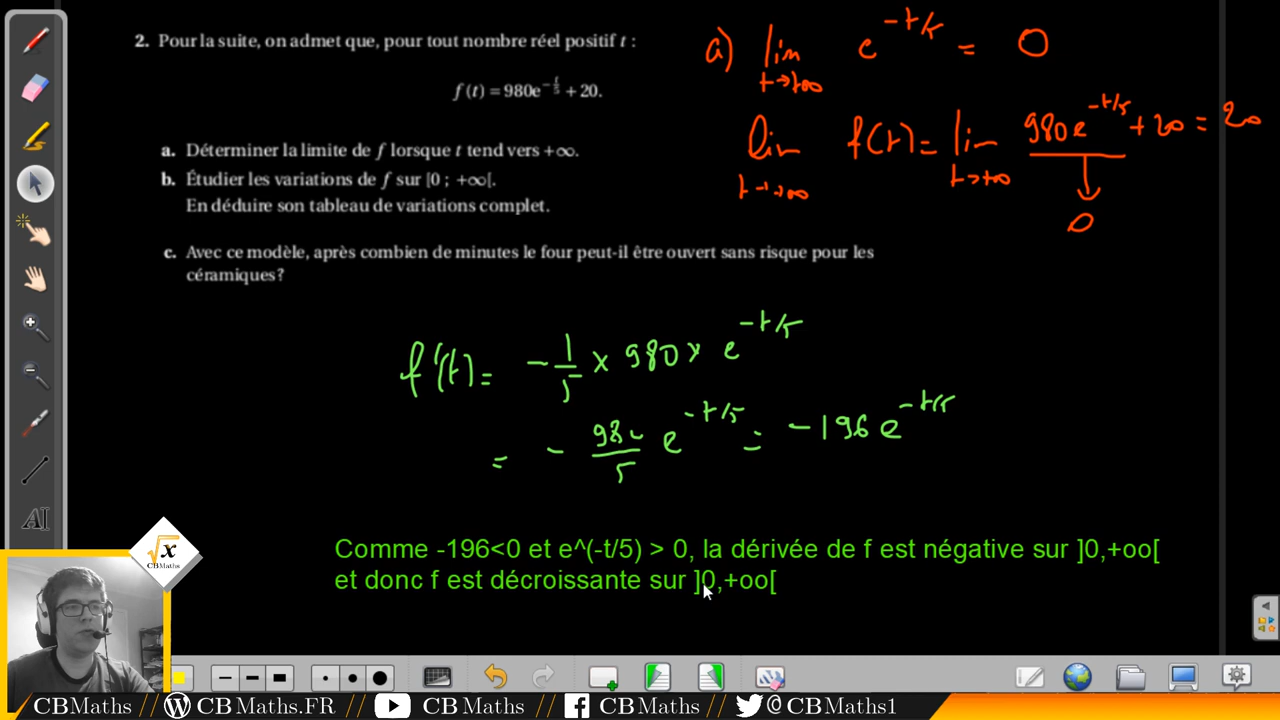 2. Pour la suite, on admet que, pour tout nombre réel positif t :
f(t) = 980e^{-t/5} + 20.
a. Déterminer la limite de f lorsque t tend vers +∞.
b. Étudier les variations de f sur [0 ; +∞[.
En déduire son tableau de variations complet.
c. Avec ce modèle, après combien de minutes le four peut-il être ouvert sans risque pour les
céramiques?
a) lim_{t→+∞} e^{-t/5} = 0
lim_{t→+∞} f(t) = lim_{t→+∞} 980e^{-t/5} + 20 = 20
↓
0
f'(t) = -1/5 × 980 × e^{-t/5}
= - 980/5 e^{-t/5} = -196 e^{-t/5}
Comme -196<0 et e^(-t/5) > 0, la dérivée de f est négative sur ]0,+oo[
et donc f est décroissante sur ]0,+oo[
AI
√x
CBMaths
CBMaths CBMaths.FR CBMaths CBMaths @CBMaths1